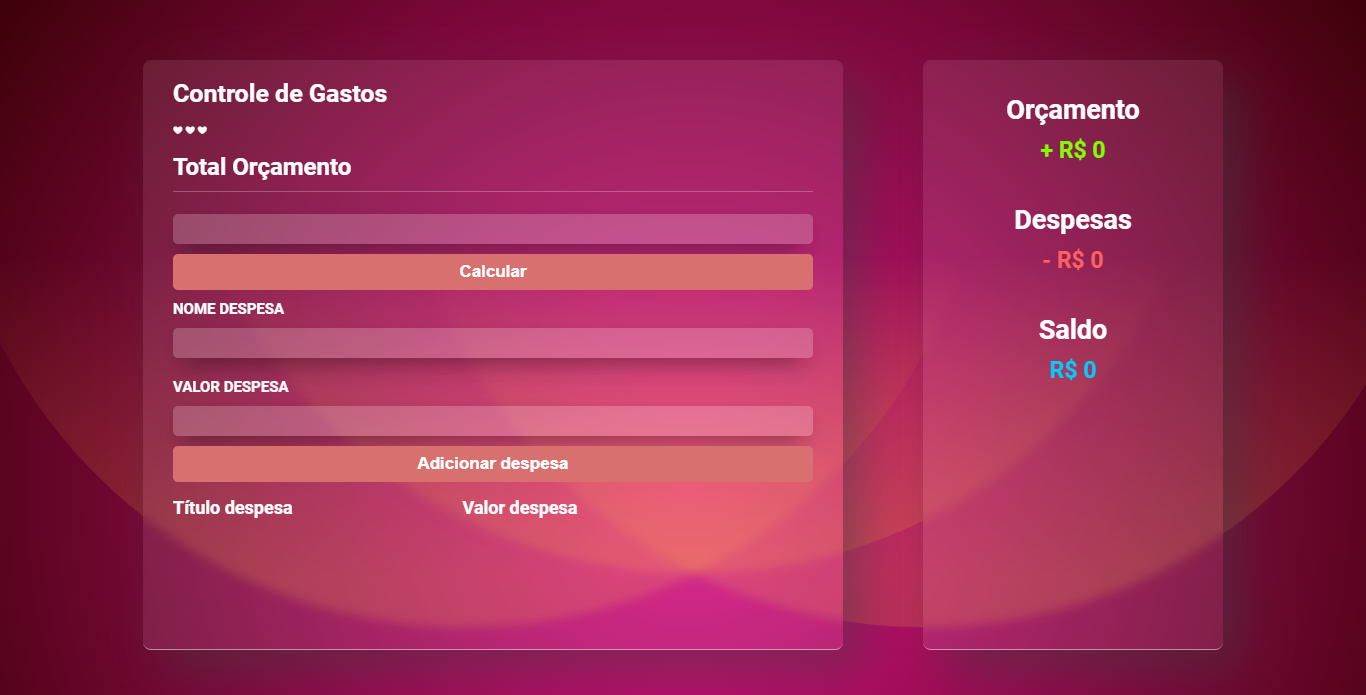 Controle de Gastos
♥♥♥
Total Orçamento
Calcular
NOME DESPESA
VALOR DESPESA
Adicionar despesa
Título despesa Valor despesa
Orçamento
+ R$ 0
Despesas
- R$ 0
Saldo
R$ 0